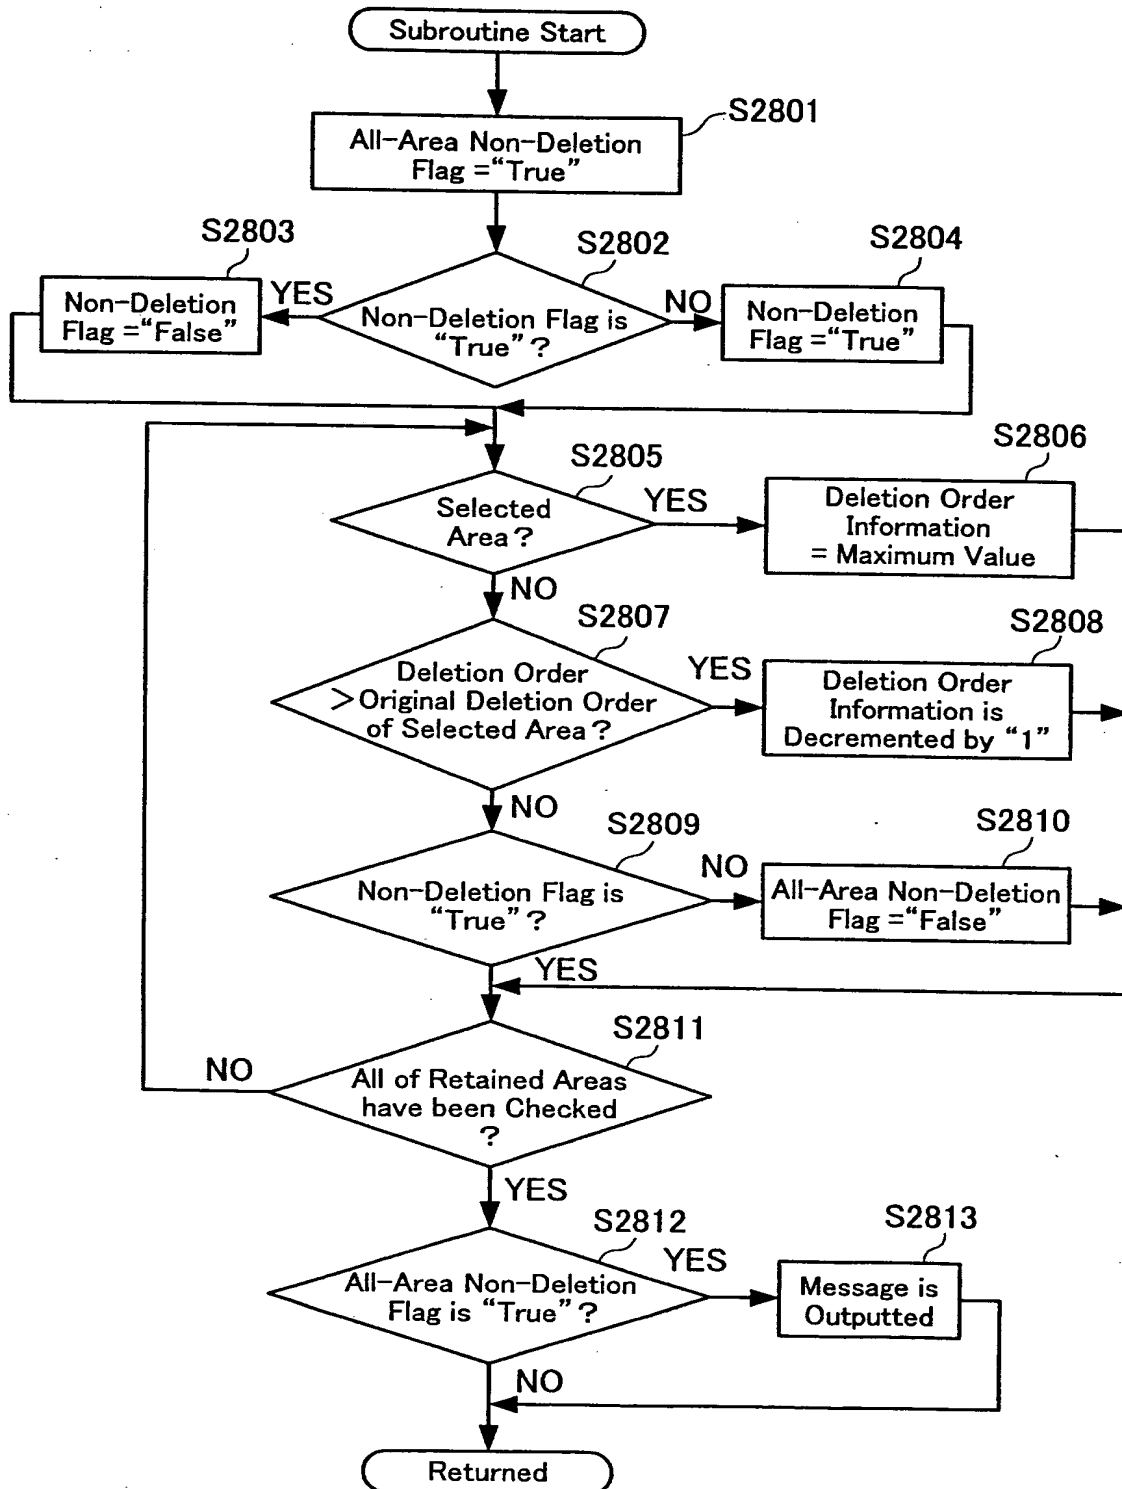 Subroutine Start
S2801
All-Area Non-Deletion
Flag =“True”
S2803
S2802
S2804
Non-Deletion
Flag =“False”
YES
Non-Deletion Flag is
“True” ?
NO
Non-Deletion
Flag =“True”
S2805
S2806
Selected
Area ?
YES
Deletion Order
Information
= Maximum Value
NO
S2807
S2808
Deletion Order
>Original Deletion Order
of Selected Area ?
YES
Deletion Order
Information is
Decremented by “1”
NO
S2809
S2810
Non-Deletion Flag is
“True” ?
NO
All-Area Non-Deletion
Flag =“False”
YES
S2811
NO
All of Retained Areas
have been Checked
?
YES
S2812
S2813
All-Area Non-Deletion
Flag is “True” ?
YES
Message is
Outputted
NO
Returned